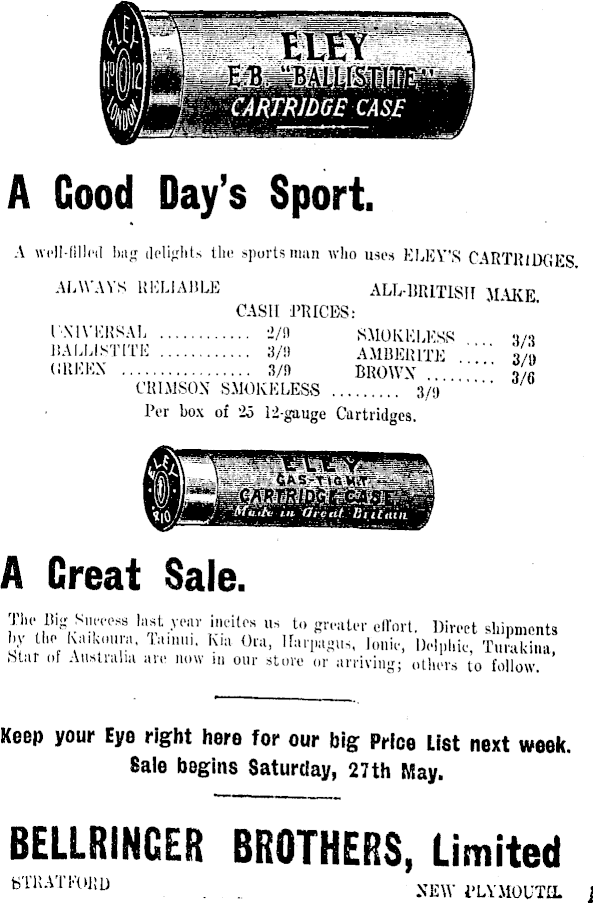 ELEY
No 12
LONDON
ELEY
E.B. "BALLISTITE"
CARTRIDGE CASE
A Good Day's Sport.
A well-filled bag delights the sportsman who uses ELEY'S CARTRIDGES.
ALWAYS RELIABLE ALL-BRITISH MAKE.
CASH PRICES:
UNIVERSAL ............ 2/9 SMOKELESS .... 3/3
BALLISTITE ............ 3/9 AMBERITE ..... 3/9
GREEN ................. 3/9 BROWN ......... 3/6
CRIMSON SMOKELESS ......... 3/9
Per box of 25 12-gauge Cartridges.
ELEY
ELEY
GAS-TIGHT
CARTRIDGE CASE
Made in Great Britain
A Great Sale.
The Big Success last year incites us to greater effort. Direct shipments
by the Kaikoura, Tainui, Kia Ora, Harpagus, Ionic, Delphic, Turakina,
Star of Australia are now in our store or arriving; others to follow.
Keep your Eye right here for our big Price List next week.
Sale begins Saturday, 27th May.
BELLRINGER BROTHERS, Limited
STRATFORD NEW PLYMOUTH.